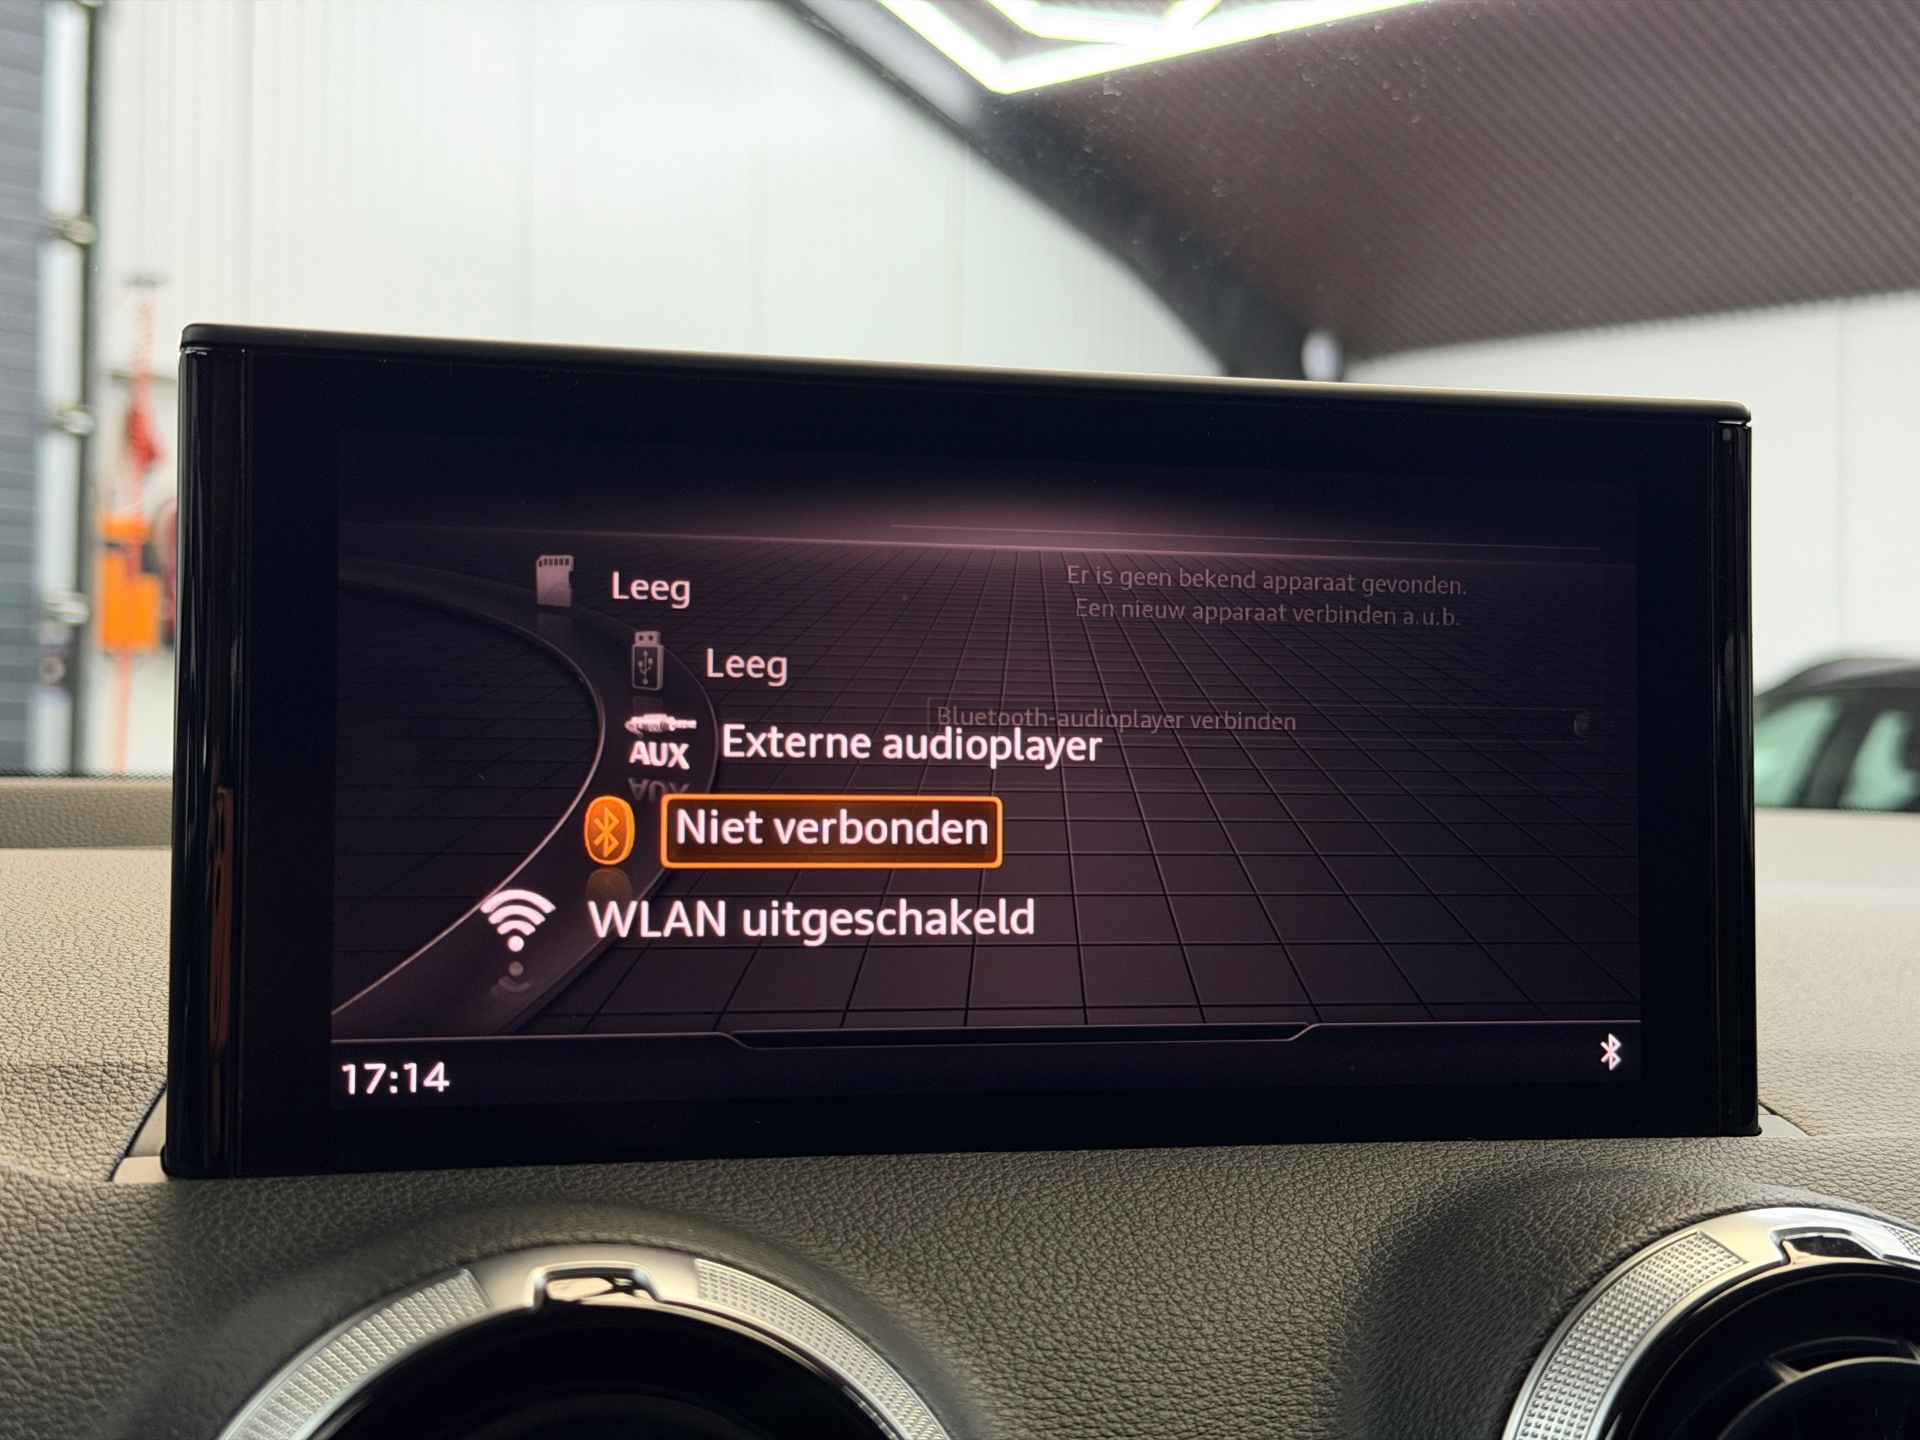 Leeg
Er is geen bekend apparaat gevonden.
Een nieuw apparaat verbinden a.u.b.
Leeg
Bluetooth-audioplayer verbinden
AUX
Externe audioplayer
Niet verbonden
WLAN uitgeschakeld
17:14